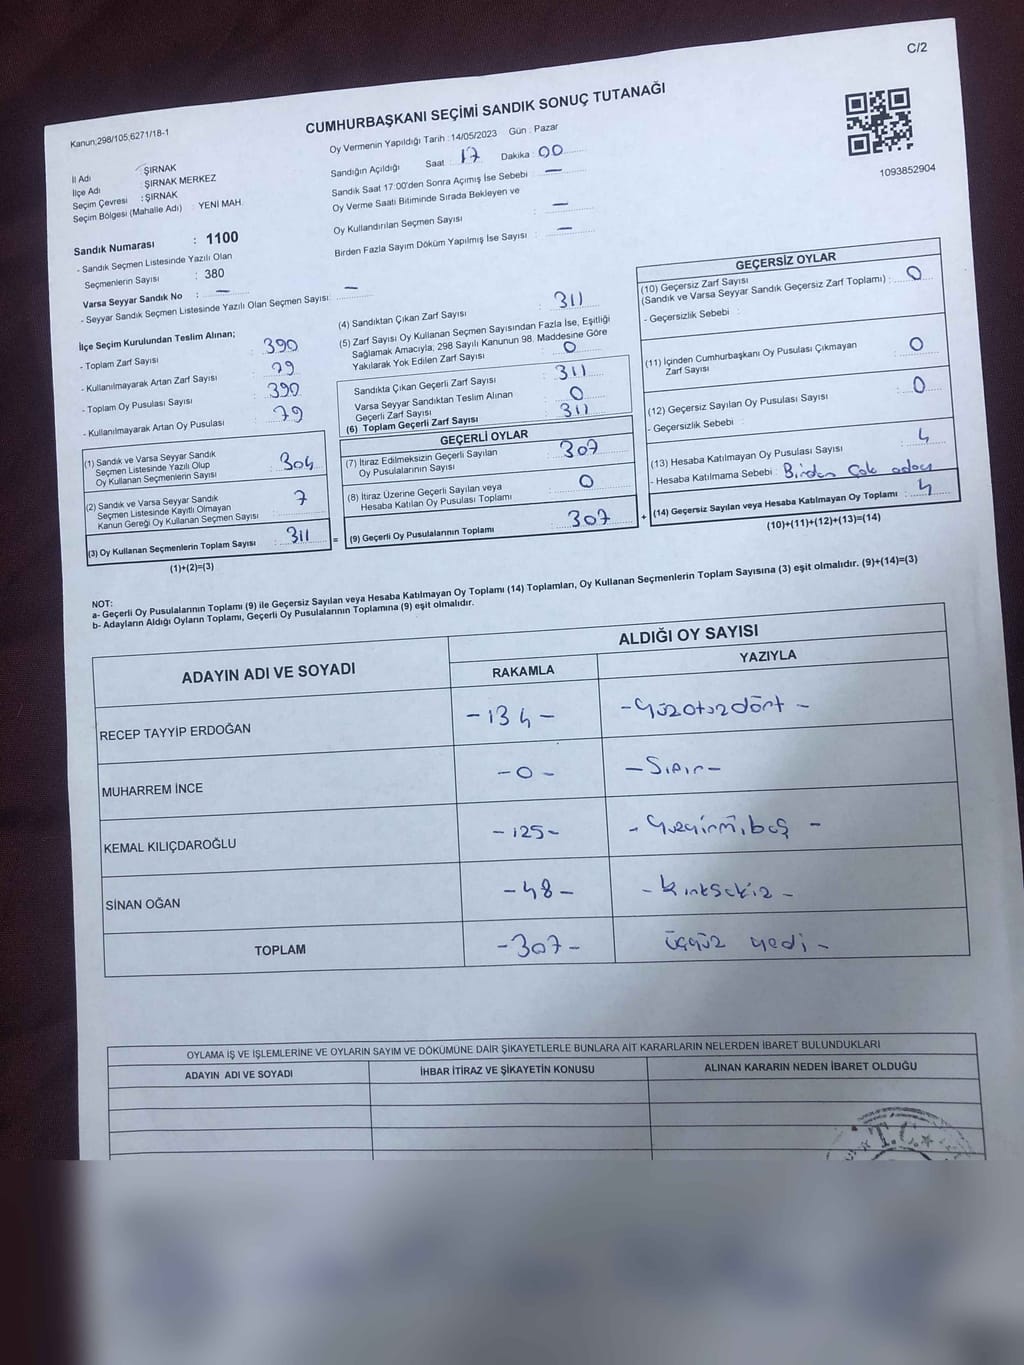 C/2
Kanun;298/105,6271/18-1
CUMHURBAŞKANI SEÇİMİ SANDIK SONUÇ TUTANAĞI
Oy Vermenin Yapıldığı Tarih : 14/05/2023 Gün : Pazar
Sandığın Açıldığı Saat 17 Dakika : 00
Sandık Saat 17:00'den Sonra Açımış İse Sebebi : —
Oy Verme Saati Bitiminde Sırada Bekleyen ve
Oy Kullandırılan Seçmen Sayısı : —
Birden Fazla Sayım Döküm Yapılmış İse Sayısı : —
1093852904
İl Adı ŞIRNAK
İlçe Adı : ŞIRNAK MERKEZ
Seçim Çevresi : ŞIRNAK
Seçim Bölgesi (Mahalle Adı) : YENİ MAH.
Sandık Numarası : 1100
- Sandık Seçmen Listesinde Yazılı Olan
Seçmenlerin Sayısı : 380
Varsa Seyyar Sandık No : —
- Seyyar Sandık Seçmen Listesinde Yazılı Olan Seçmen Sayısı: —
İlçe Seçim Kurulundan Teslim Alınan;
- Toplam Zarf Sayısı : 390
- Kullanılmayarak Artan Zarf Sayısı : 79
- Toplam Oy Pusulası Sayısı : 390
- Kullanılmayarak Artan Oy Pusulası : 79
(1) Sandık ve Varsa Seyyar Sandık
Seçmen Listesinde Yazılı Olup
Oy Kullanan Seçmenlerin Sayısı : 304
(2) Sandık ve Varsa Seyyar Sandık
Seçmen Listesinde Kayıtlı Olmayan
Kanun Gereği Oy Kullanan Seçmen Sayısı : 7
(3) Oy Kullanan Seçmenlerin Toplam Sayısı : 311
(1)+(2)=(3)
=
(4) Sandıktan Çıkan Zarf Sayısı : 311
(5) Zarf Sayısı Oy Kullanan Seçmen Sayısından Fazla İse, Eşitliği
Sağlamak Amacıyla, 298 Sayılı Kanunun 98. Maddesine Göre
Yakılarak Yok Edilen Zarf Sayısı : 0
Sandıkta Çıkan Geçerli Zarf Sayısı : 311
Varsa Seyyar Sandıktan Teslim Alınan
Geçerli Zarf Sayısı : 0
(6) Toplam Geçerli Zarf Sayısı : 311
GEÇERLİ OYLAR
(7) İtiraz Edilmeksizin Geçerli Sayılan
Oy Pusulalarının Sayısı : 307
(8) İtiraz Üzerine Geçerli Sayılan veya
Hesaba Katılan Oy Pusulası Toplamı : 0
(9) Geçerli Oy Pusulalarının Toplamı : 307
+
GEÇERSİZ OYLAR
(10) Geçersiz Zarf Sayısı
(Sandık ve Varsa Seyyar Sandık Geçersiz Zarf Toplamı) : 0
- Geçersizlik Sebebi :
(11) İçinden Cumhurbaşkanı Oy Pusulası Çıkmayan
Zarf Sayısı : 0
(12) Geçersiz Sayılan Oy Pusulası Sayısı : 0
- Geçersizlik Sebebi :
(13) Hesaba Katılmayan Oy Pusulası Sayısı : 4
- Hesaba Katılmama Sebebi : Birden Çok aday
(14) Geçersiz Sayılan veya Hesaba Katılmayan Oy Toplamı : 4
(10)+(11)+(12)+(13)=(14)
NOT:
a- Geçerli Oy Pusulalarının Toplamı (9) ile Geçersiz Sayılan veya Hesaba Katılmayan Oy Toplamı (14) Toplamları, Oy Kullanan Seçmenlerin Toplam Sayısına (3) eşit olmalıdır. (9)+(14)=(3)
b- Adayların Aldığı Oyların Toplamı, Geçerli Oy Pusulalarının Toplamına (9) eşit olmalıdır.
ADAYIN ADI VE SOYADI
ALDIĞI OY SAYISI
RAKAMLA YAZIYLA
RECEP TAYYİP ERDOĞAN -134- -Yüzotuzdört-
MUHARREM İNCE -0- -Sıfır-
KEMAL KILIÇDAROĞLU -125- -Yüzyirmi,beş-
SİNAN OĞAN -48- -Kırksekiz-
TOPLAM -307- üçyüz yedi-
OYLAMA İŞ VE İŞLEMLERİNE VE OYLARIN SAYIM VE DÖKÜMÜNE DAİR ŞİKAYETLERLE BUNLARA AİT KARARLARIN NELERDEN İBARET BULUNDUKLARI
ADAYIN ADI VE SOYADI İHBAR İTİRAZ VE ŞİKAYETİN KONUSU ALINAN KARARIN NEDEN İBARET OLDUĞU
T.C.